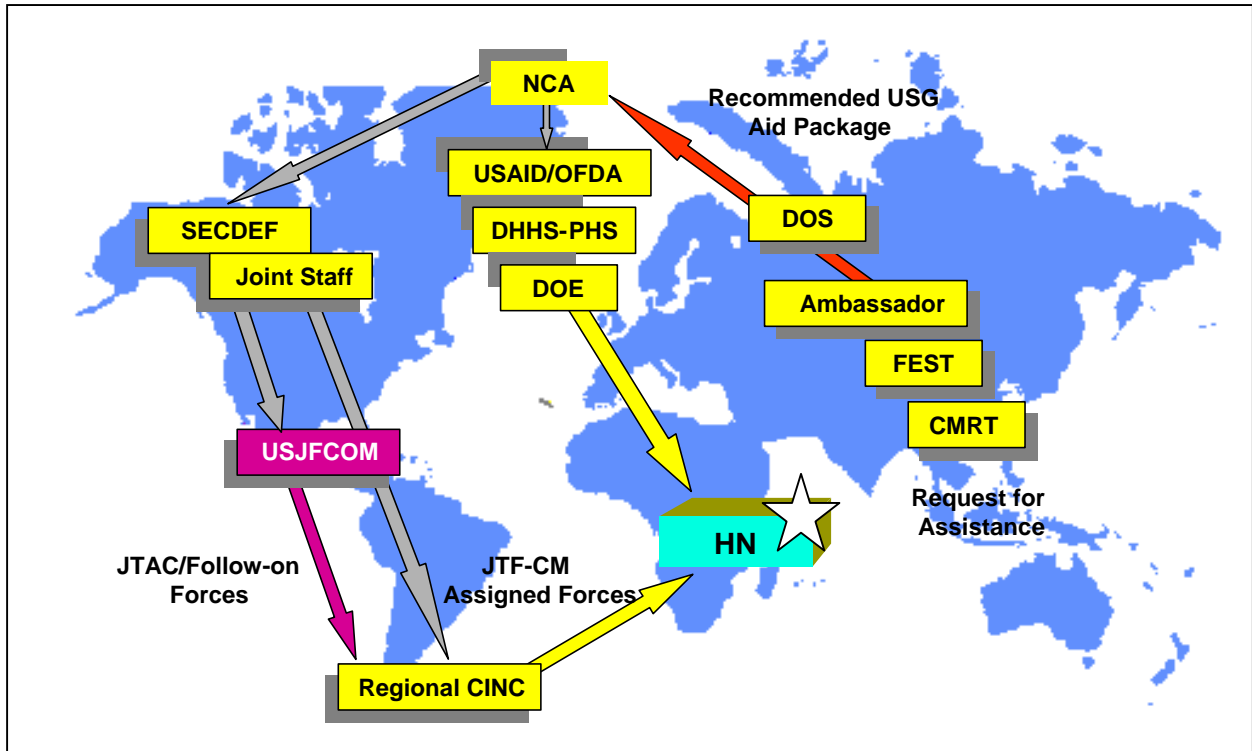 NCA
Recommended USG
Aid Package
USAID/OFDA
DOS
SECDEF
DHHS-PHS
Joint Staff
DOE
Ambassador
FEST
CMRT
USJFCOM
Request for
Assistance
HN
JTAC/Follow-on
Forces
JTF-CM
Assigned Forces
Regional CINC